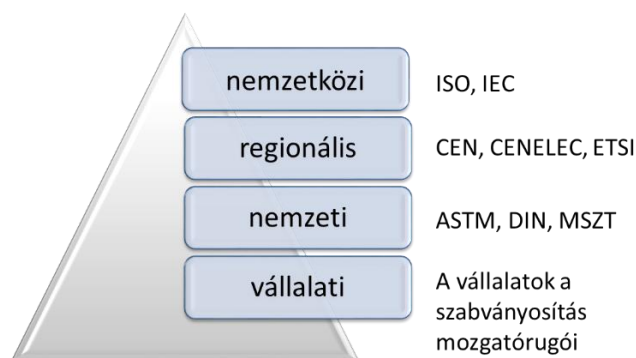 nemzetközi
ISO, IEC
regionális
CEN, CENELEC, ETSI
nemzeti
ASTM, DIN, MSZT
vállalati
A vállalatok a
szabványosítás
mozgatórugói